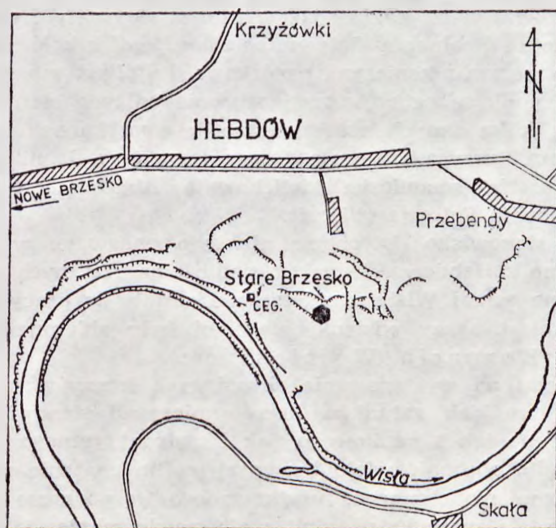 Krzyżówki
N
HEBDÓW
NOWE BRZESKO
Przebendy
Stare Brzesko
CEG.
Wisła
Skała